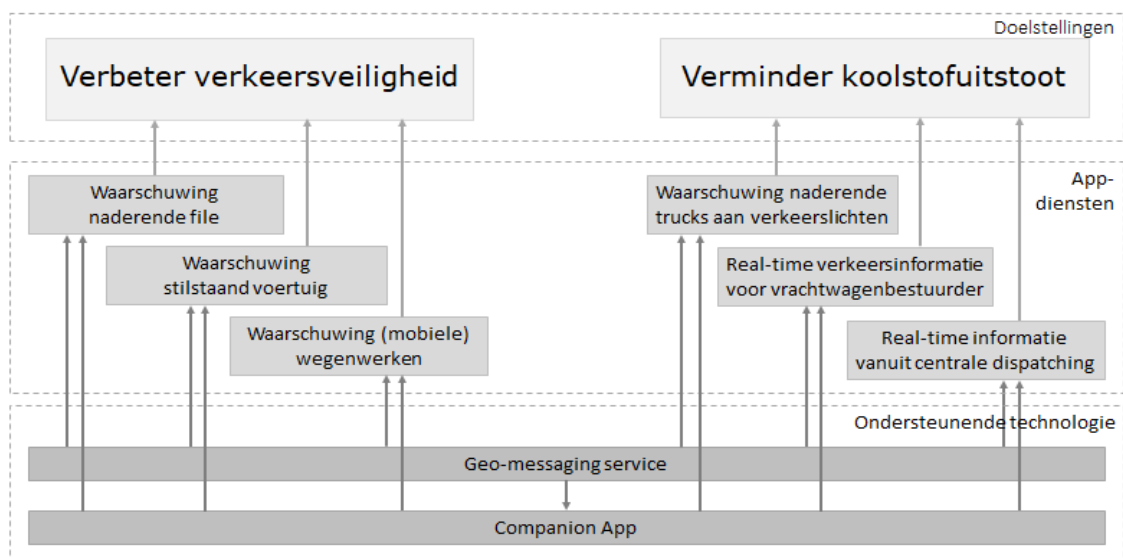 Doelstellingen
Verbeter verkeersveiligheid
Verminder koolstofuitstoot
App-
diensten
Waarschuwing
naderende file
Waarschuwing
stilstaand voertuig
Waarschuwing (mobiele)
wegenwerken
Waarschuwing naderende
trucks aan verkeerslichten
Real-time verkeersinformatie
voor vrachtwagenbestuurder
Real-time informatie
vanuit centrale dispatching
Ondersteunende technologie
Geo-messaging service
Companion App